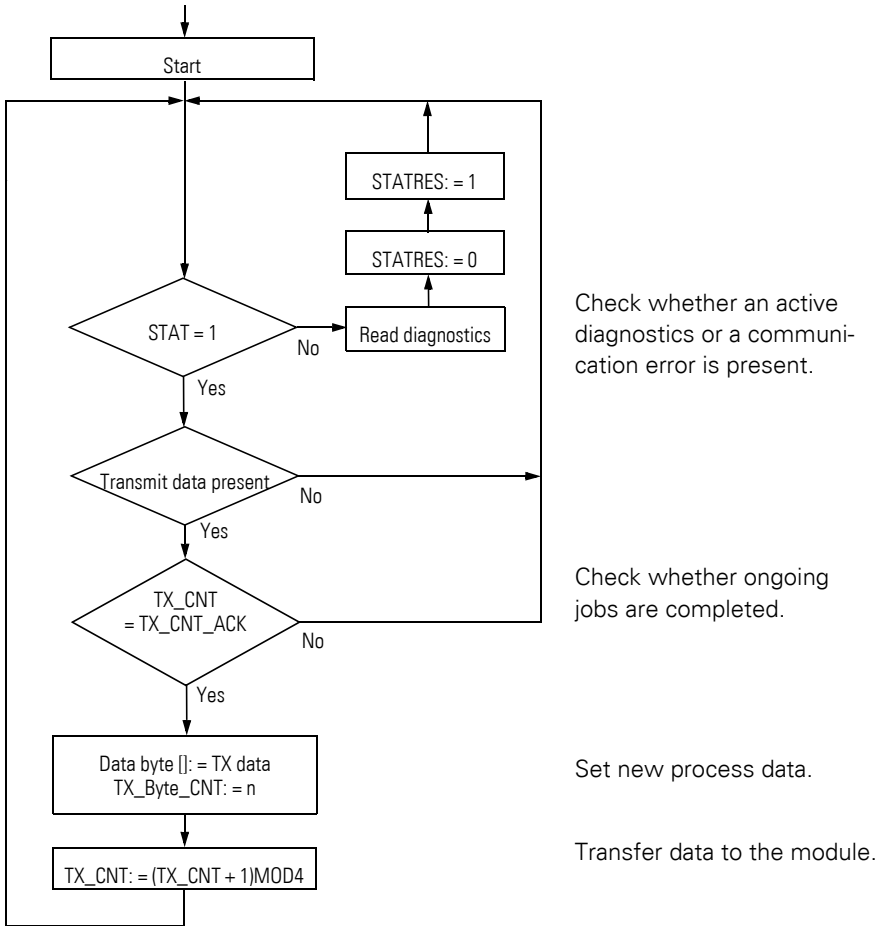 Start
STATRES: = 1
STATRES: = 0
STAT = 1
No
Read diagnostics
Yes
Check whether an active
diagnostics or a communi-
cation error is present.
Transmit data present
No
Yes
TX_CNT
= TX_CNT_ACK
No
Yes
Check whether ongoing
jobs are completed.
Data byte []: = TX data
TX_Byte_CNT: = n
Set new process data.
TX_CNT: = (TX_CNT + 1)MOD4
Transfer data to the module.